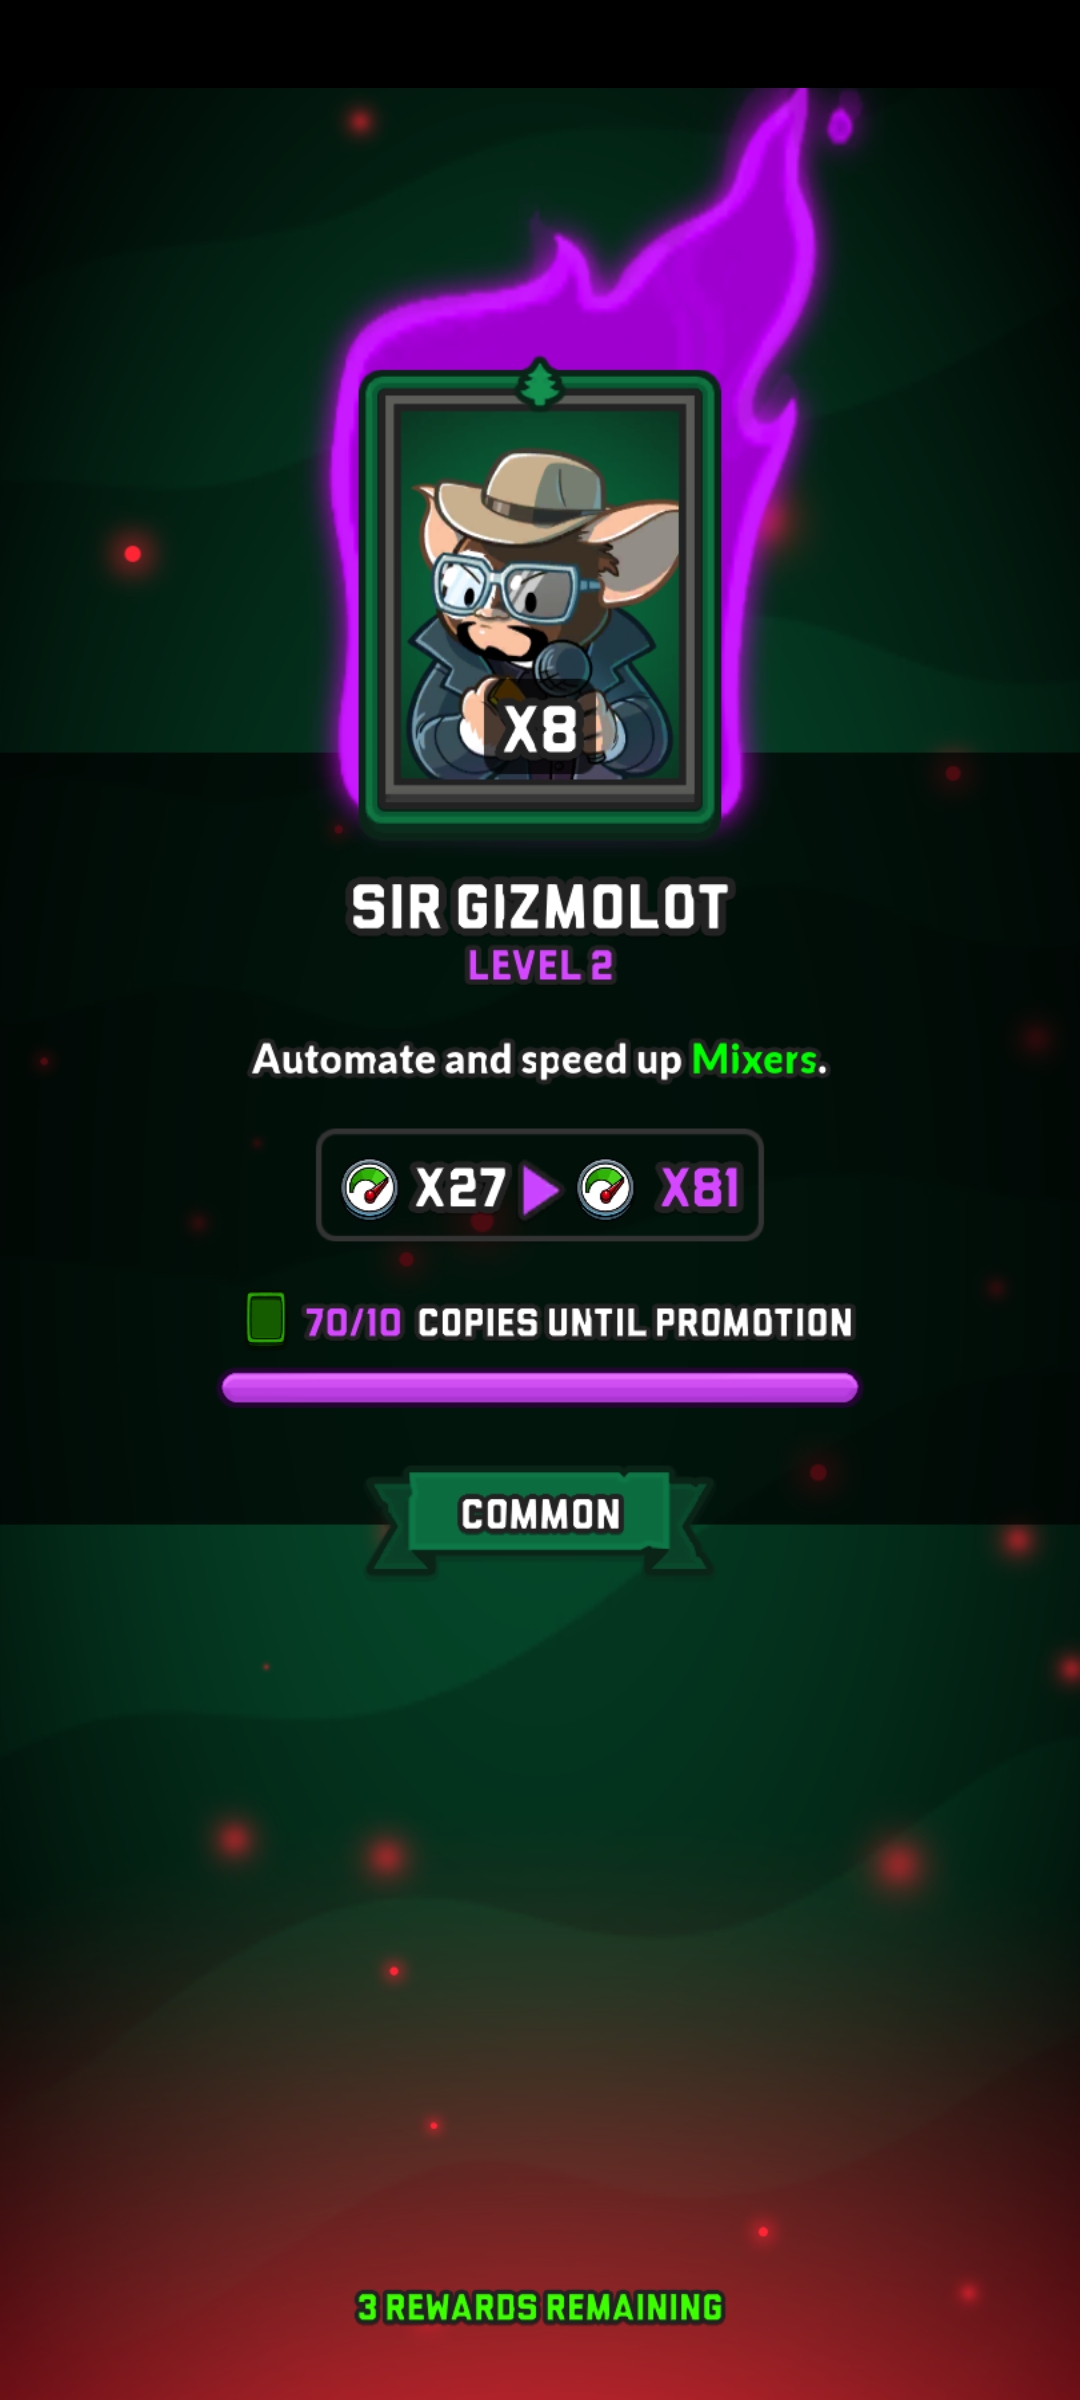 X8
SIR GIZMOLOT
LEVEL 2
Automate and speed up Mixers.
X27 X81
70/10 COPIES UNTIL PROMOTION
COMMON
3 REWARDS REMAINING